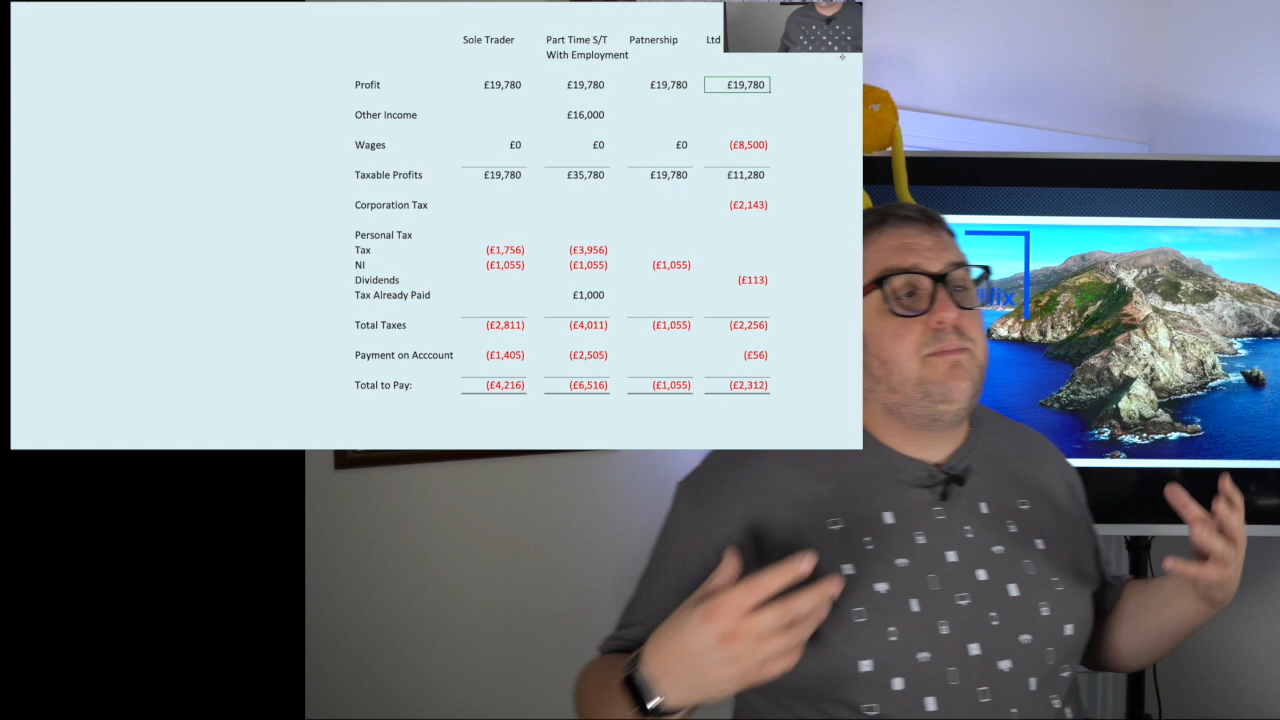 Sole Trader Part Time S/T Patnership Ltd
With Employment
Profit £19,780 £19,780 £19,780 £19,780
Other Income £16,000
Wages £0 £0 £0 (£8,500)
Taxable Profits £19,780 £35,780 £19,780 £11,280
Corporation Tax (£2,143)
Personal Tax
Tax (£1,756) (£3,956)
NI (£1,055) (£1,055) (£1,055)
Dividends (£113)
Tax Already Paid £1,000
Total Taxes (£2,811) (£4,011) (£1,055) (£2,256)
Payment on Acccount (£1,405) (£2,505) (£56)
Total to Pay: (£4,216) (£6,516) (£1,055) (£2,312)